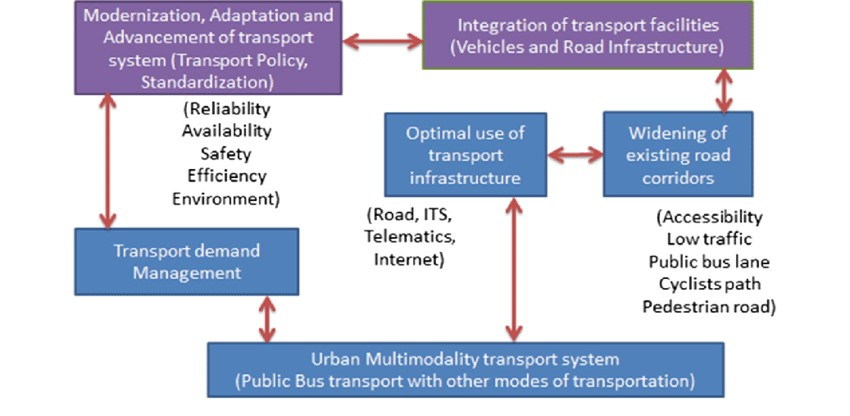 Modernization, Adaptation and
Advancement of transport
system (Transport Policy,
Standardization)
Integration of transport facilities
(Vehicles and Road Infrastructure)
(Reliability
Availability
Safety
Efficiency
Environment)
Optimal use of
transport
infrastructure
Widening of
existing road
corridors
(Road, ITS,
Telematics,
Internet)
(Accessibility
Low traffic
Public bus lane
Cyclists path
Pedestrian road)
Transport demand
Management
Urban Multimodality transport system
(Public Bus transport with other modes of transportation)